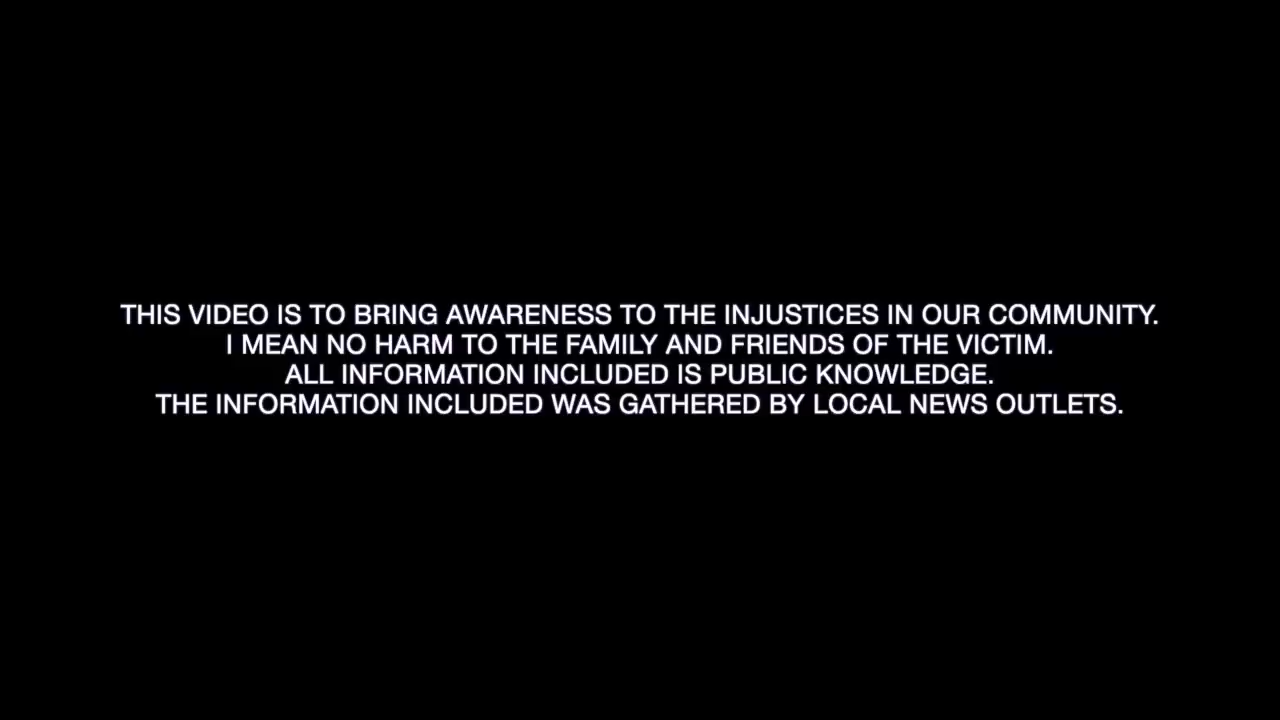 THIS VIDEO IS TO BRING AWARENESS TO THE INJUSTICES IN OUR COMMUNITY.
I MEAN NO HARM TO THE FAMILY AND FRIENDS OF THE VICTIM.
ALL INFORMATION INCLUDED IS PUBLIC KNOWLEDGE.
THE INFORMATION INCLUDED WAS GATHERED BY LOCAL NEWS OUTLETS.